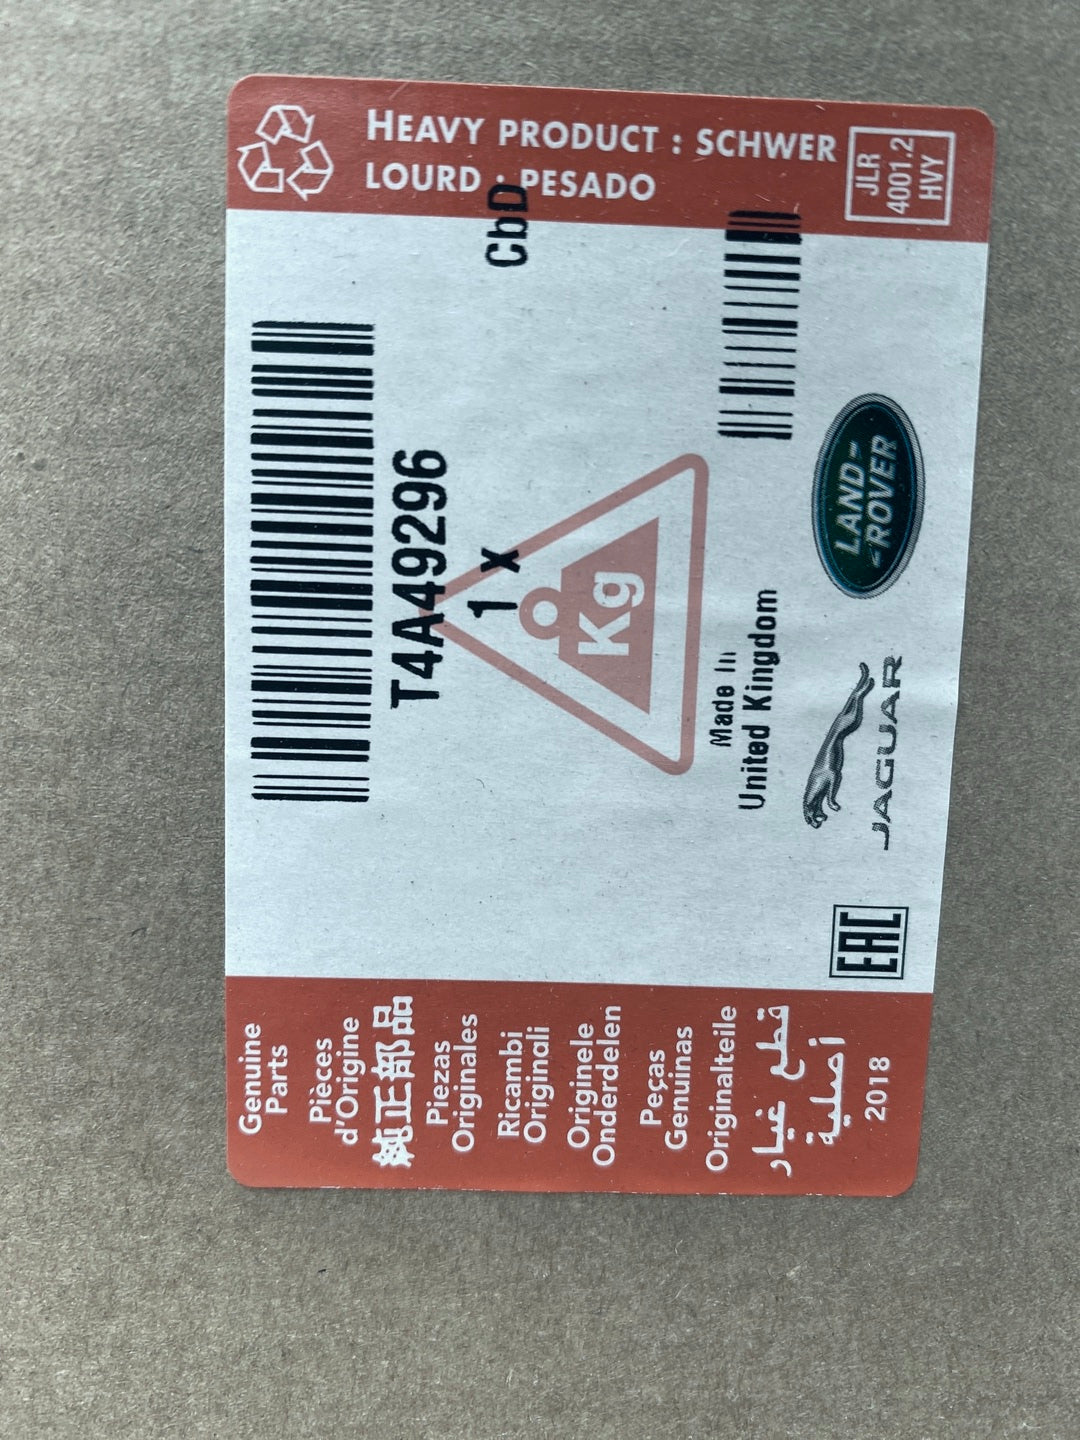 HEAVY PRODUCT : SCHWER
LOURD : PESADO
JLR
4001.2
HVY
CbD
T4A49296
1 x
Kg
Made In
United Kingdom
LAND-
-ROVER
JAGUAR
EAC
Genuine
Parts
Pièces
d'Origine
純正部品
Piezas
Originales
Ricambi
Originali
Originele
Onderdelen
Peças
Genuinas
Originalteile
قطع غيار
أصلية
2018